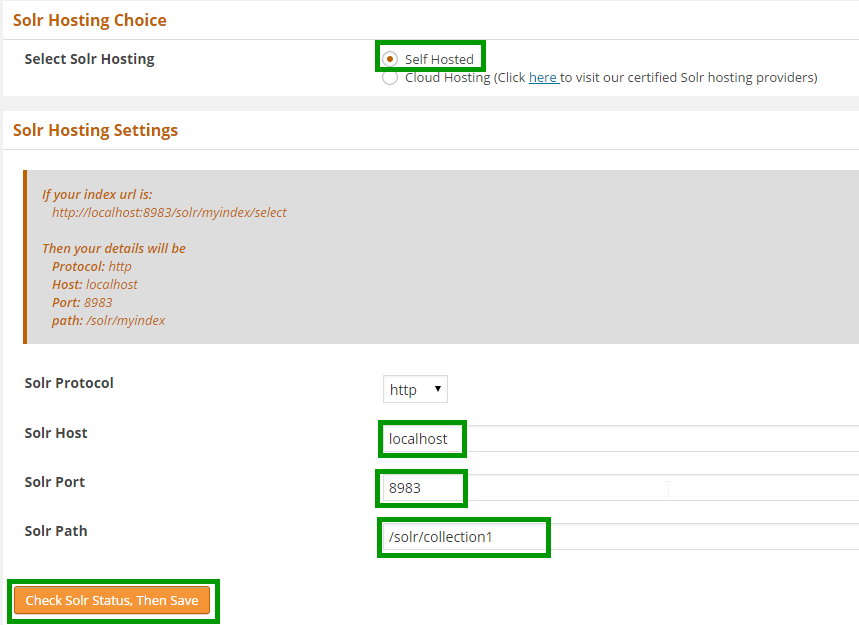 Solr Hosting Choice
Select Solr Hosting
Self Hosted
Cloud Hosting (Click here to visit our certified Solr hosting providers)
Solr Hosting Settings
If your index url is:
http://localhost:8983/solr/myindex/select
Then your details will be
Protocol: http
Host: localhost
Port: 8983
path: /solr/myindex
Solr Protocol
http
Solr Host
localhost
Solr Port
8983
Solr Path
/solr/collection1
Check Solr Status, Then Save